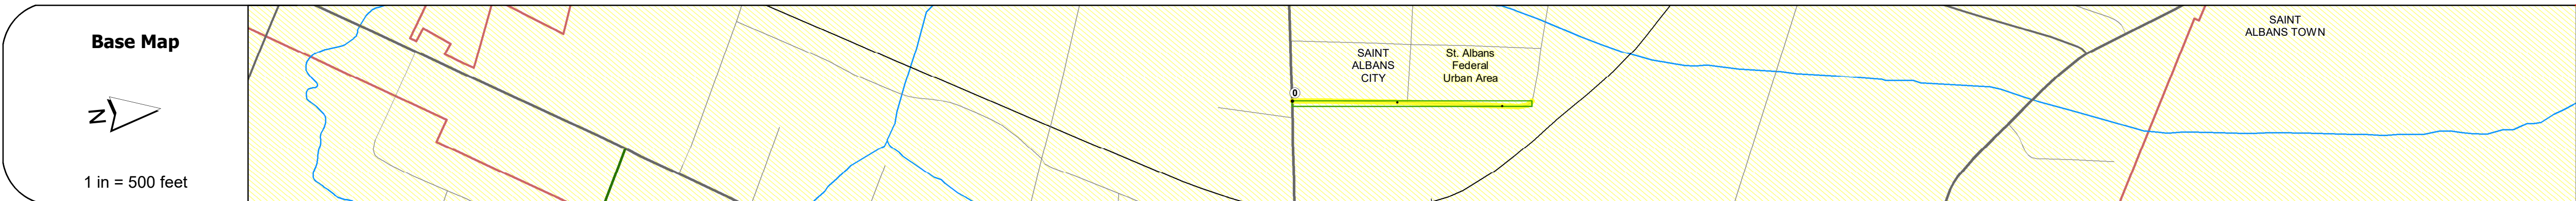 Base Map
N
1 in = 500 feet
0
SAINT
ALBANS
CITY
St. Albans
Federal
Urban Area
SAINT
ALBANS TOWN